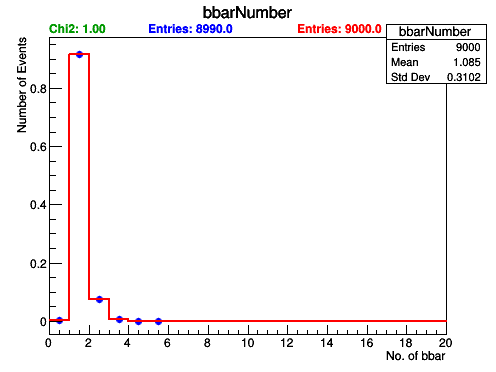 bbarNumber
Chi2: 1.00 Entries: 8990.0 Entries: 9000.0
bbarNumber
Entries 9000
Mean 1.085
Std Dev 0.3102
Number of Events
0.8
0.6
0.4
0.2
0
0 2 4 6 8 10 12 14 16 18 20
No. of bbar